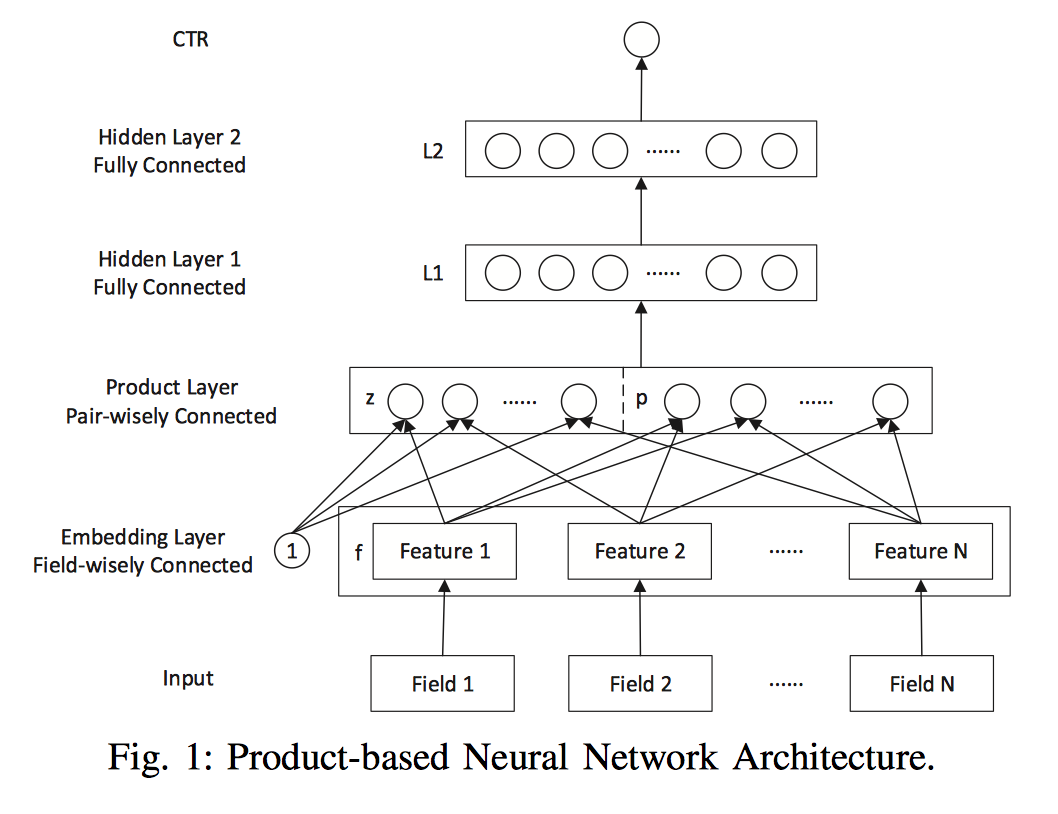 CTR
Hidden Layer 2
Fully Connected
L2
......
Hidden Layer 1
Fully Connected
L1
......
Product Layer
Pair-wisely Connected
z
......
p
......
Embedding Layer
Field-wisely Connected
1
f
Feature 1
Feature 2
......
Feature N
Input
Field 1
Field 2
......
Field N
Fig. 1: Product-based Neural Network Architecture.